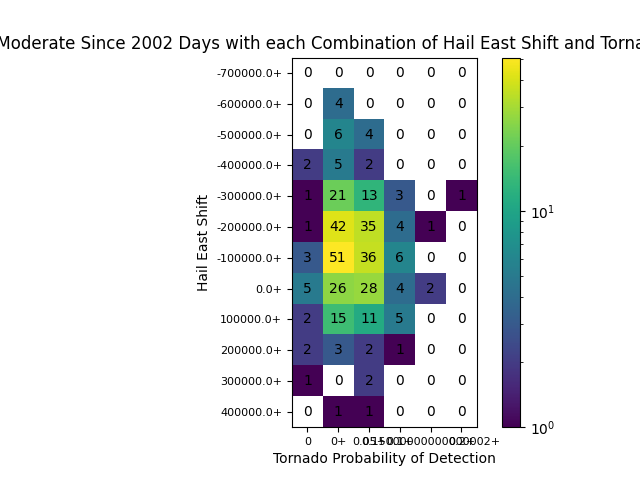 Moderate Since 2002 Days with each Combination of Hail East Shift and Torna
-700000.0+ 0 0 0 0 0 0
-600000.0+ 0 4 0 0 0 0
-500000.0+ 0 6 4 0 0 0
-400000.0+ 2 5 2 0 0 0
-300000.0+ 1 21 13 3 0 1
-200000.0+ 1 42 35 4 1 0
-100000.0+ 3 51 36 6 0 0
0.0+ 5 26 28 4 2 0
100000.0+ 2 15 11 5 0 0
200000.0+ 2 3 2 1 0 0
300000.0+ 1 0 2 0 0 0
400000.0+ 0 1 1 0 0 0
0 0+
Tornado Probability of Detection
Hail East Shift
10¹
10⁰